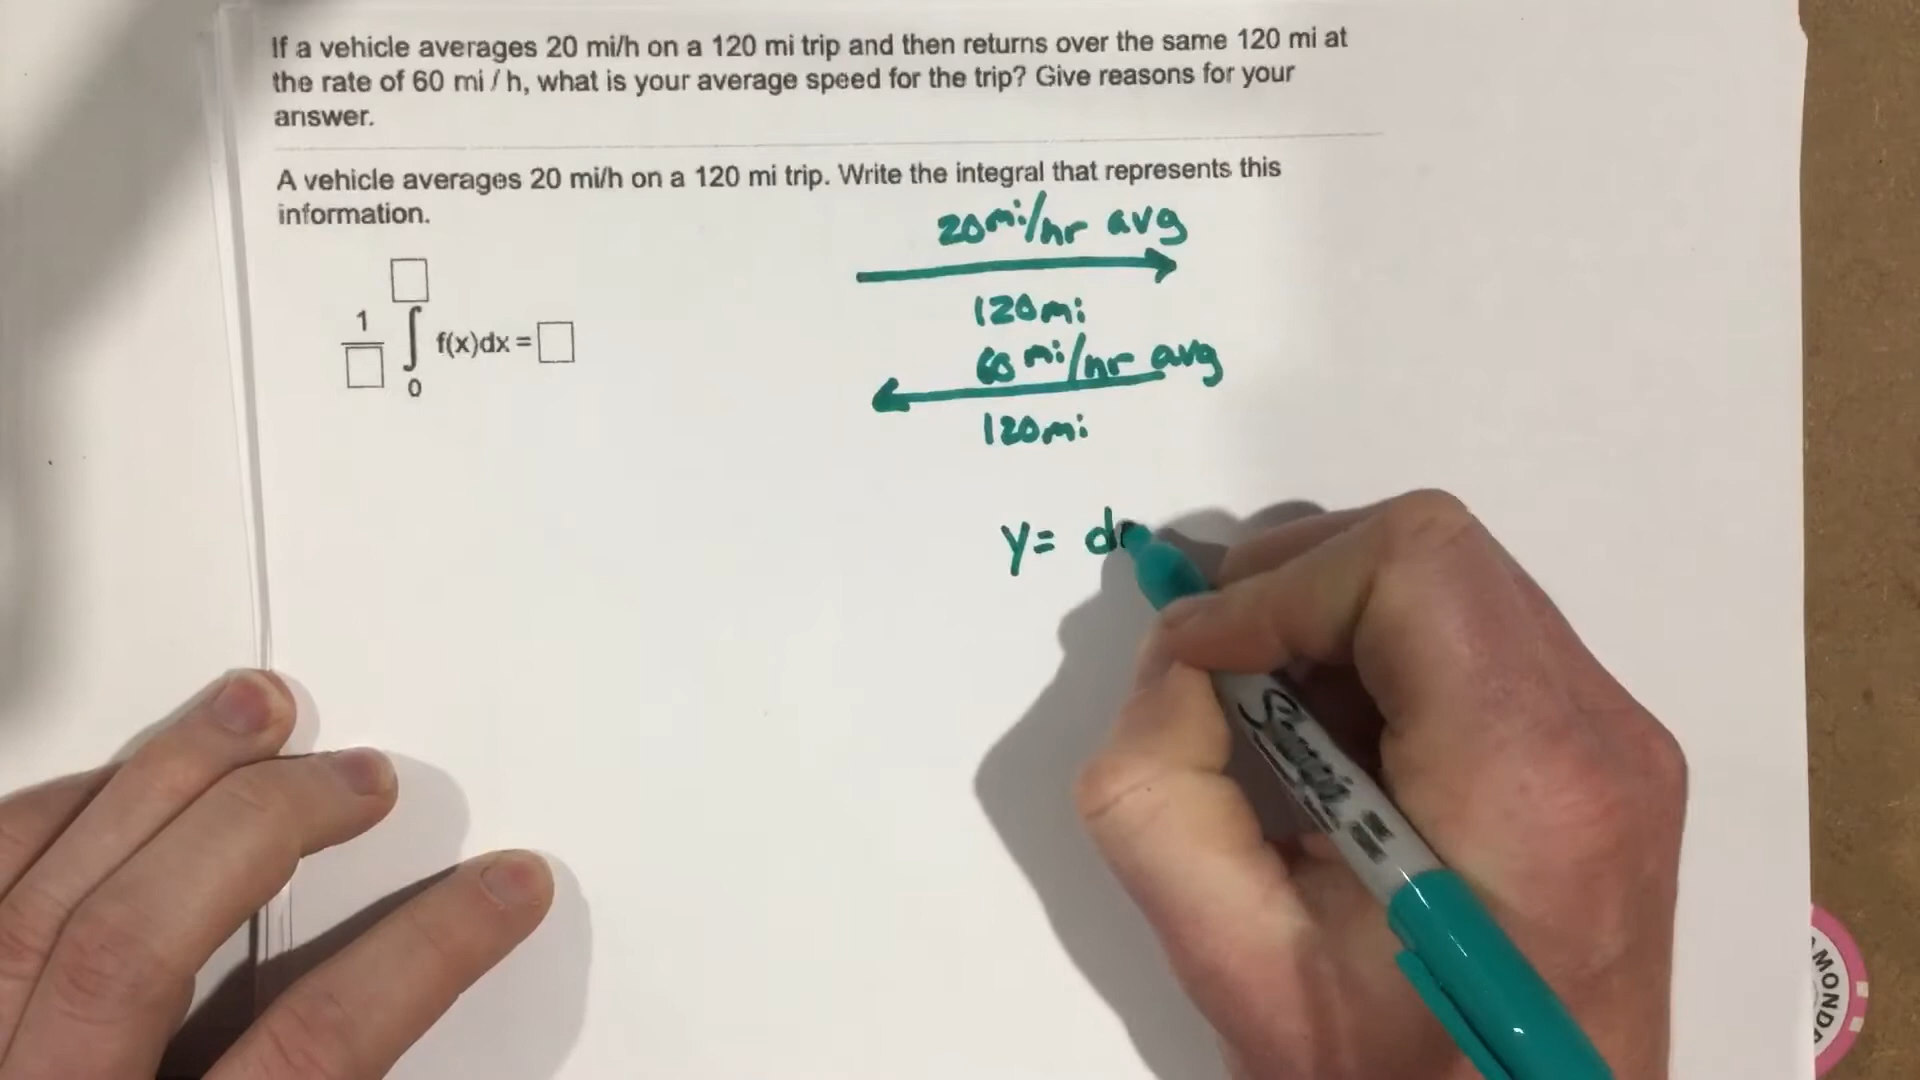 If a vehicle averages 20 mi/h on a 120 mi trip and then returns over the same 120 mi at
the rate of 60 mi / h, what is your average speed for the trip? Give reasons for your
answer.
A vehicle averages 20 mi/h on a 120 mi trip. Write the integral that represents this
information.
20mi/hr avg
120mi
60 mi/hr avg
120mi
1
∫
0
f(x)dx =
y= do
Sharpie
MOND